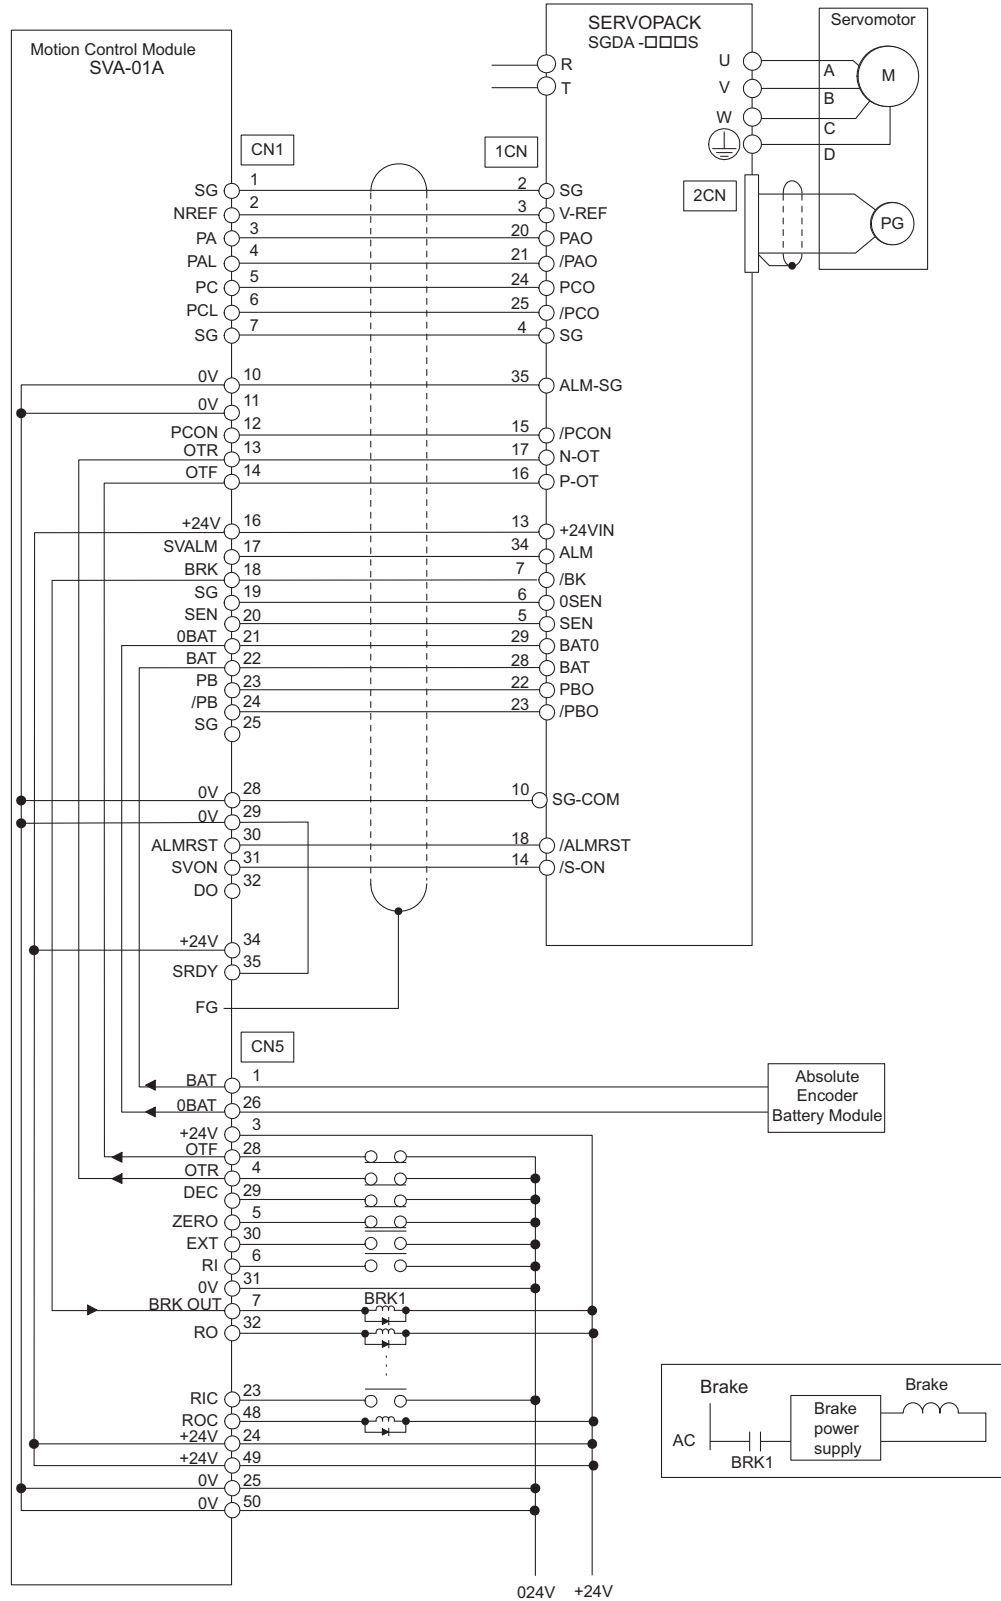 Motion Control Module
SVA-01A
SERVOPACK
SGDA -□□□S
Servomotor
R
T
U
V
W
A
B
C
D
M
2CN
PG
CN1
1CN
SG 1 2 SG
NREF 2 3 V-REF
PA 3 20 PAO
PAL 4 21 /PAO
PC 5 24 PCO
PCL 6 25 /PCO
SG 7 4 SG
0V 10 35 ALM-SG
0V 11
PCON 12 15 /PCON
OTR 13 17 N-OT
OTF 14 16 P-OT
+24V 16 13 +24VIN
SVALM 17 34 ALM
BRK 18 7 /BK
SG 19 6 0SEN
SEN 20 5 SEN
0BAT 21 29 BAT0
BAT 22 28 BAT
PB 23 22 PBO
/PB 24 23 /PBO
SG 25
0V 28 10 SG-COM
0V 29
ALMRST 30 18 /ALMRST
SVON 31 14 /S-ON
DO 32
+24V 34
SRDY 35
FG
CN5
BAT 1
0BAT 26
Absolute
Encoder
Battery Module
+24V 3
OTF 28
OTR 4
DEC 29
ZERO 5
EXT 30
RI 6
0V 31
BRK OUT 7 BRK1
RO 32
RIC 23
ROC 48
+24V 24
+24V 49
0V 25
0V 50
024V +24V
Brake
Brake
AC
BRK1
Brake
power
supply